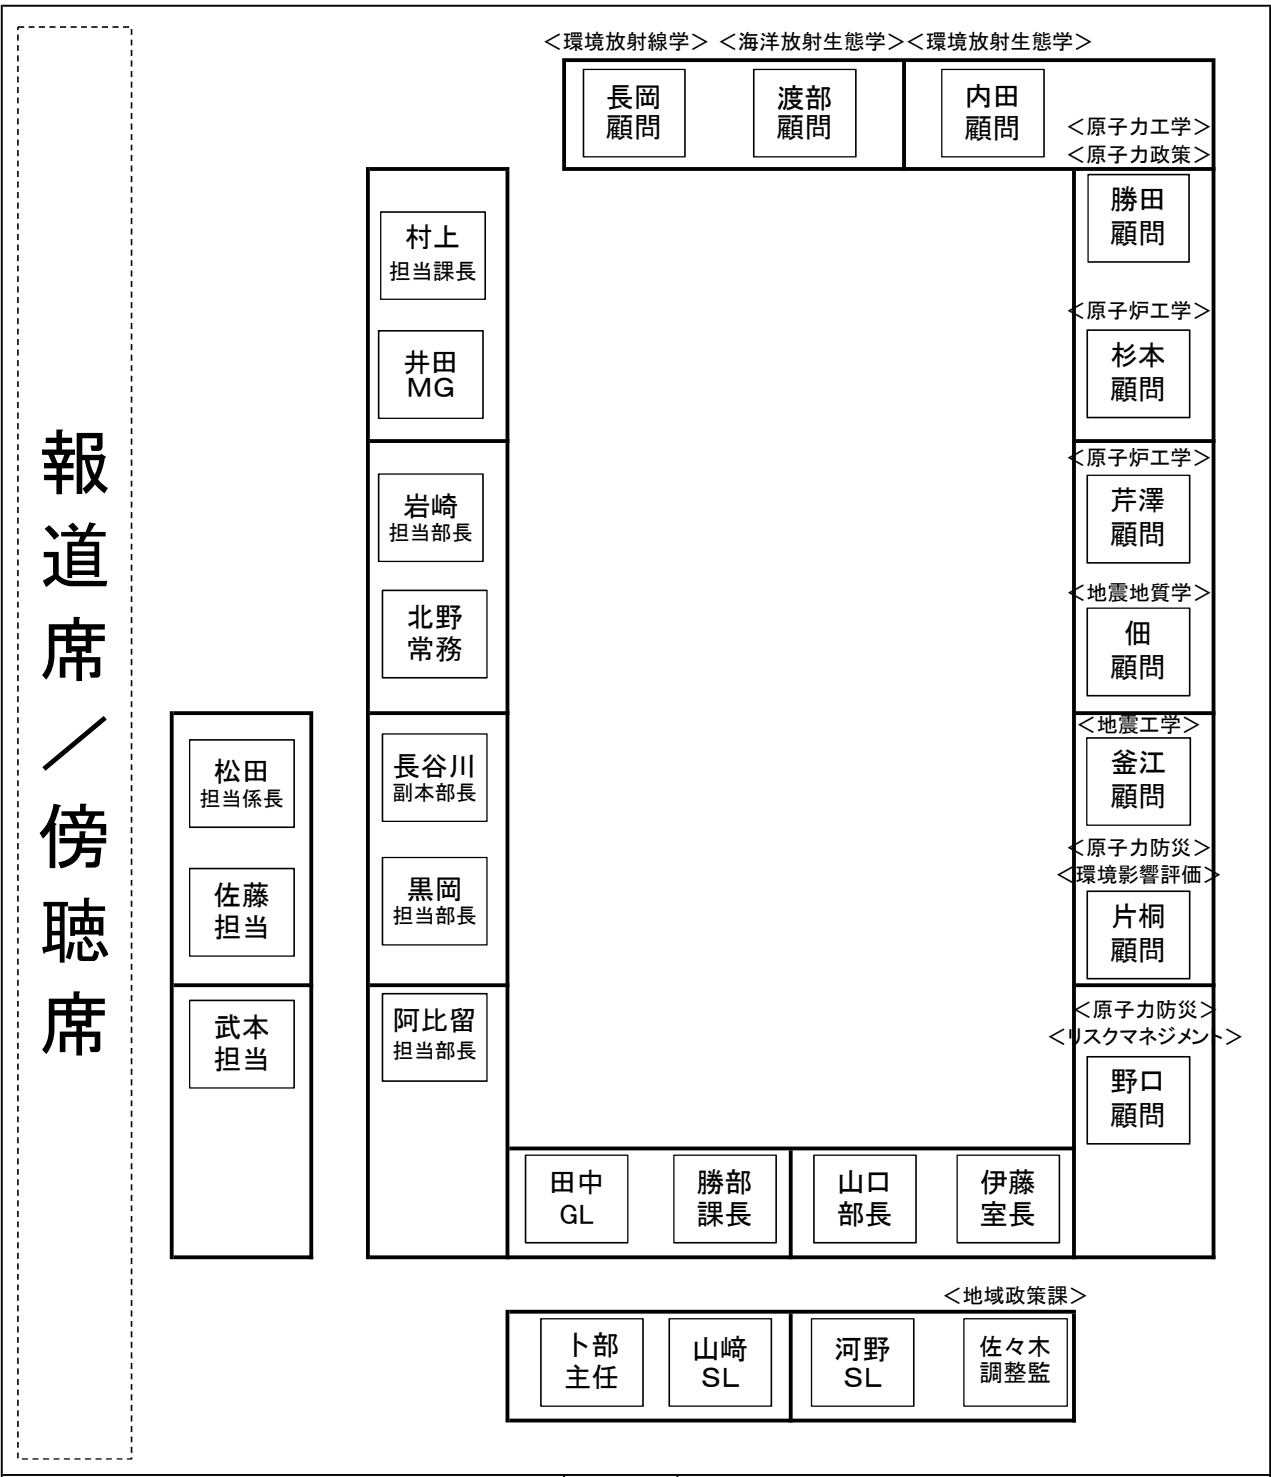 ＜環境放射線学＞ ＜海洋放射生態学＞＜環境放射生態学＞
長岡
顧問
渡部
顧問
内田
顧問
＜原子力工学＞
＜原子力政策＞
勝田
顧問
＜原子炉工学＞
杉本
顧問
＜原子炉工学＞
芹澤
顧問
＜地震地質学＞
佃
顧問
＜地震工学＞
釜江
顧問
＜原子力防災＞
＜環境影響評価＞
片桐
顧問
＜原子力防災＞
＜リスクマネジメント＞
野口
顧問
村上
担当課長
井田
MG
岩崎
担当部長
北野
常務
長谷川
副本部長
黒岡
担当部長
阿比留
担当部長
松田
担当係長
佐藤
担当
武本
担当
報道席／傍聴席
田中
GL
勝部
課長
山口
部長
伊藤
室長
＜地域政策課＞
卜部
主任
山﨑
SL
河野
SL
佐々木
調整監